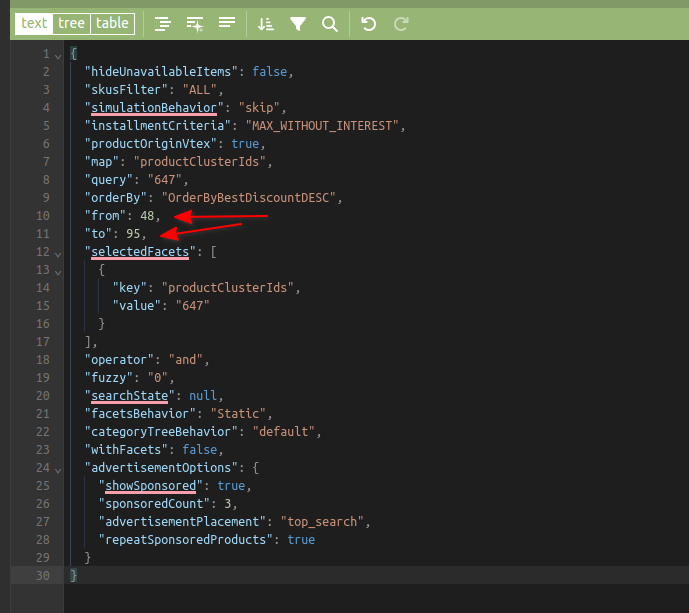 text tree table
1 {
2 "hideUnavailableItems": false,
3 "skusFilter": "ALL",
4 "simulationBehavior": "skip",
5 "installmentCriteria": "MAX_WITHOUT_INTEREST",
6 "productOriginVtex": true,
7 "map": "productClusterIds",
8 "query": "647",
9 "orderBy": "OrderByBestDiscountDESC",
10 "from": 48,
11 "to": 95,
12 "selectedFacets": [
13 {
14 "key": "productClusterIds",
15 "value": "647"
16 }
17 ],
18 "operator": "and",
19 "fuzzy": "0",
20 "searchState": null,
21 "facetsBehavior": "Static",
22 "categoryTreeBehavior": "default",
23 "withFacets": false,
24 "advertisementOptions": {
25 "showSponsored": true,
26 "sponsoredCount": 3,
27 "advertisementPlacement": "top_search",
28 "repeatSponsoredProducts": true
29 }
30 }